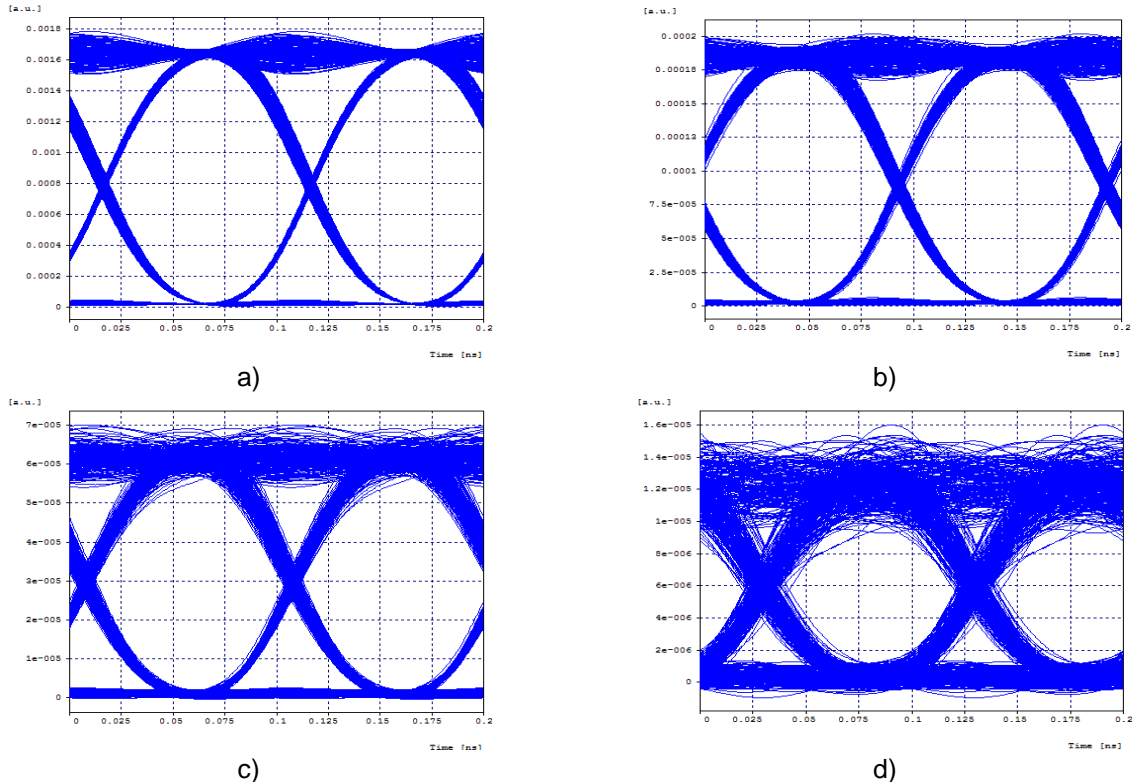 [a.u.]
0.0018
0.0016
0.0014
0.0012
0.001
0.0008
0.0006
0.0004
0.0002
0
0 0.025 0.05 0.075 0.1 0.125 0.15 0.175 0.2
Time [ns]
a)
[a.u.]
0.0002
0.00018
0.00015
0.00013
0.0001
7.5e-005
5e-005
2.5e-005
0
0 0.025 0.05 0.075 0.1 0.125 0.15 0.175 0.2
Time [ns]
b)
[a.u.]
7e-005
6e-005
5e-005
4e-005
3e-005
2e-005
1e-005
0
0 0.025 0.05 0.075 0.1 0.125 0.15 0.175 0.2
Time [ns]
c)
[a.u.]
1.6e-005
1.4e-005
1.2e-005
1e-005
8e-006
6e-006
4e-006
2e-006
0
0 0.025 0.05 0.075 0.1 0.125 0.15 0.175 0.2
Time [ns]
d)